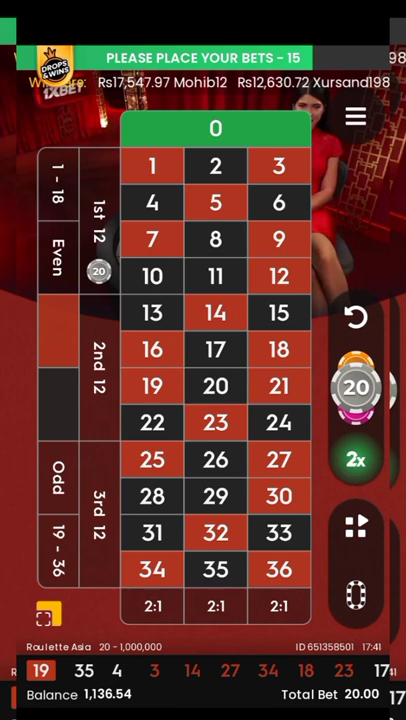 PLEASE PLACE YOUR BETS - 15
DROPS & WINS
Rs17,547.97 Mohib12 Rs12,630.72 Xursand198
1XBET
0
1 2 3
4 5 6
7 8 9
10 11 12
13 14 15
16 17 18
19 20 21
22 23 24
25 26 27
28 29 30
31 32 33
34 35 36
2:1 2:1 2:1
1 - 18
Even
Odd
19 - 36
1st 12
20
2nd 12
3rd 12
20
2x
Roulette Asia 20 - 1,000,000 ID 651358501 17:41
19 35 4 3 14 27 34 18 23 17
Balance 1,136.54 Total Bet 20.00